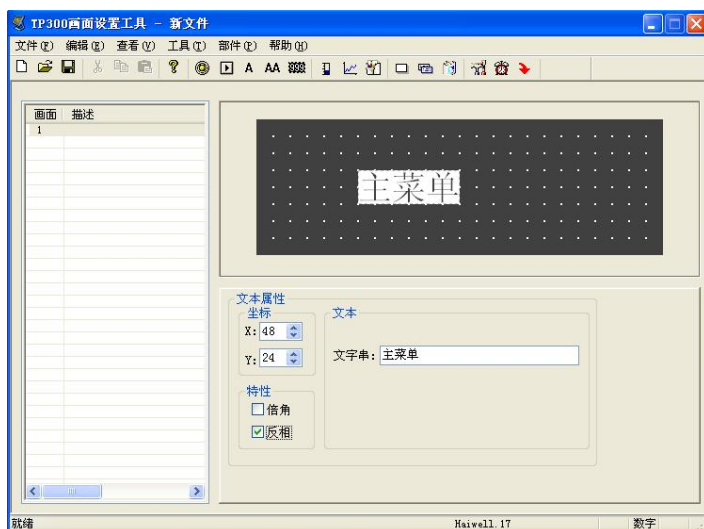 TP300画面设置工具 - 新文件
文件(F) 编辑(E) 查看(V) 工具(T) 部件(P) 帮助(H)
A AA
画面 描述
1
主菜单
文本属性
坐标
X: 48
Y: 24
文本
文字串: 主菜单
特性
倍角
反相
就绪 Haiwell.17 数字